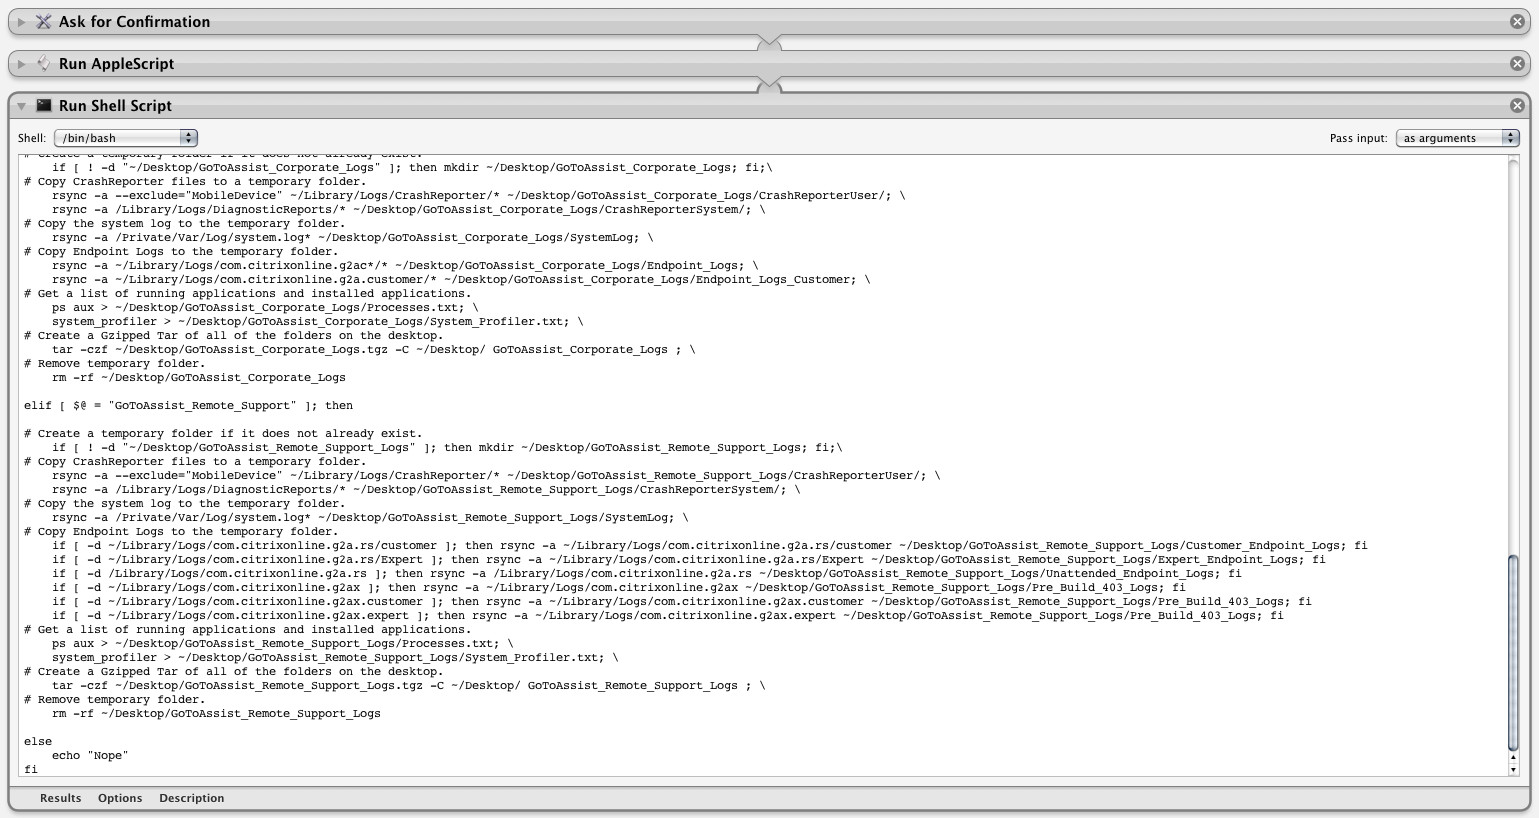 Ask for Confirmation
Run AppleScript
Run Shell Script
Shell: /bin/bash Pass input: as arguments
# Create a temporary folder if it does not already exist.
if [ ! -d "~/Desktop/GoToAssist_Corporate_Logs" ]; then mkdir ~/Desktop/GoToAssist_Corporate_Logs; fi;\
# Copy CrashReporter files to a temporary folder.
rsync -a --exclude="MobileDevice" ~/Library/Logs/CrashReporter/* ~/Desktop/GoToAssist_Corporate_Logs/CrashReporterUser/; \
rsync -a /Library/Logs/DiagnosticReports/* ~/Desktop/GoToAssist_Corporate_Logs/CrashReporterSystem/; \
# Copy the system log to the temporary folder.
rsync -a /Private/Var/Log/system.log* ~/Desktop/GoToAssist_Corporate_Logs/SystemLog; \
# Copy Endpoint Logs to the temporary folder.
rsync -a ~/Library/Logs/com.citrixonline.g2ac*/* ~/Desktop/GoToAssist_Corporate_Logs/Endpoint_Logs; \
rsync -a ~/Library/Logs/com.citrixonline.g2a.customer/* ~/Desktop/GoToAssist_Corporate_Logs/Endpoint_Logs_Customer; \
# Get a list of running applications and installed applications.
ps aux > ~/Desktop/GoToAssist_Corporate_Logs/Processes.txt; \
system_profiler > ~/Desktop/GoToAssist_Corporate_Logs/System_Profiler.txt; \
# Create a Gzipped Tar of all of the folders on the desktop.
tar -czf ~/Desktop/GoToAssist_Corporate_Logs.tgz -C ~/Desktop/ GoToAssist_Corporate_Logs ; \
# Remove temporary folder.
rm -rf ~/Desktop/GoToAssist_Corporate_Logs
elif [ $@ = "GoToAssist_Remote_Support" ]; then
# Create a temporary folder if it does not already exist.
if [ ! -d "~/Desktop/GoToAssist_Remote_Support_Logs" ]; then mkdir ~/Desktop/GoToAssist_Remote_Support_Logs; fi;\
# Copy CrashReporter files to a temporary folder.
rsync -a --exclude="MobileDevice" ~/Library/Logs/CrashReporter/* ~/Desktop/GoToAssist_Remote_Support_Logs/CrashReporterUser/; \
rsync -a /Library/Logs/DiagnosticReports/* ~/Desktop/GoToAssist_Remote_Support_Logs/CrashReporterSystem/; \
# Copy the system log to the temporary folder.
rsync -a /Private/Var/Log/system.log* ~/Desktop/GoToAssist_Remote_Support_Logs/SystemLog; \
# Copy Endpoint Logs to the temporary folder.
if [ -d ~/Library/Logs/com.citrixonline.g2a.rs/customer ]; then rsync -a ~/Library/Logs/com.citrixonline.g2a.rs/customer ~/Desktop/GoToAssist_Remote_Support_Logs/Customer_Endpoint_Logs; fi
if [ -d ~/Library/Logs/com.citrixonline.g2a.rs/Expert ]; then rsync -a ~/Library/Logs/com.citrixonline.g2a.rs/Expert ~/Desktop/GoToAssist_Remote_Support_Logs/Expert_Endpoint_Logs; fi
if [ -d /Library/Logs/com.citrixonline.g2a.rs ]; then rsync -a /Library/Logs/com.citrixonline.g2a.rs ~/Desktop/GoToAssist_Remote_Support_Logs/Unattended_Endpoint_Logs; fi
if [ -d ~/Library/Logs/com.citrixonline.g2ax ]; then rsync -a ~/Library/Logs/com.citrixonline.g2ax ~/Desktop/GoToAssist_Remote_Support_Logs/Pre_Build_403_Logs; fi
if [ -d ~/Library/Logs/com.citrixonline.g2ax.customer ]; then rsync -a ~/Library/Logs/com.citrixonline.g2ax.customer ~/Desktop/GoToAssist_Remote_Support_Logs/Pre_Build_403_Logs; fi
if [ -d ~/Library/Logs/com.citrixonline.g2ax.expert ]; then rsync -a ~/Library/Logs/com.citrixonline.g2ax.expert ~/Desktop/GoToAssist_Remote_Support_Logs/Pre_Build_403_Logs; fi
# Get a list of running applications and installed applications.
ps aux > ~/Desktop/GoToAssist_Remote_Support_Logs/Processes.txt; \
system_profiler > ~/Desktop/GoToAssist_Remote_Support_Logs/System_Profiler.txt; \
# Create a Gzipped Tar of all of the folders on the desktop.
tar -czf ~/Desktop/GoToAssist_Remote_Support_Logs.tgz -C ~/Desktop/ GoToAssist_Remote_Support_Logs ; \
# Remove temporary folder.
rm -rf ~/Desktop/GoToAssist_Remote_Support_Logs
else
echo "Nope"
fi
Results Options Description